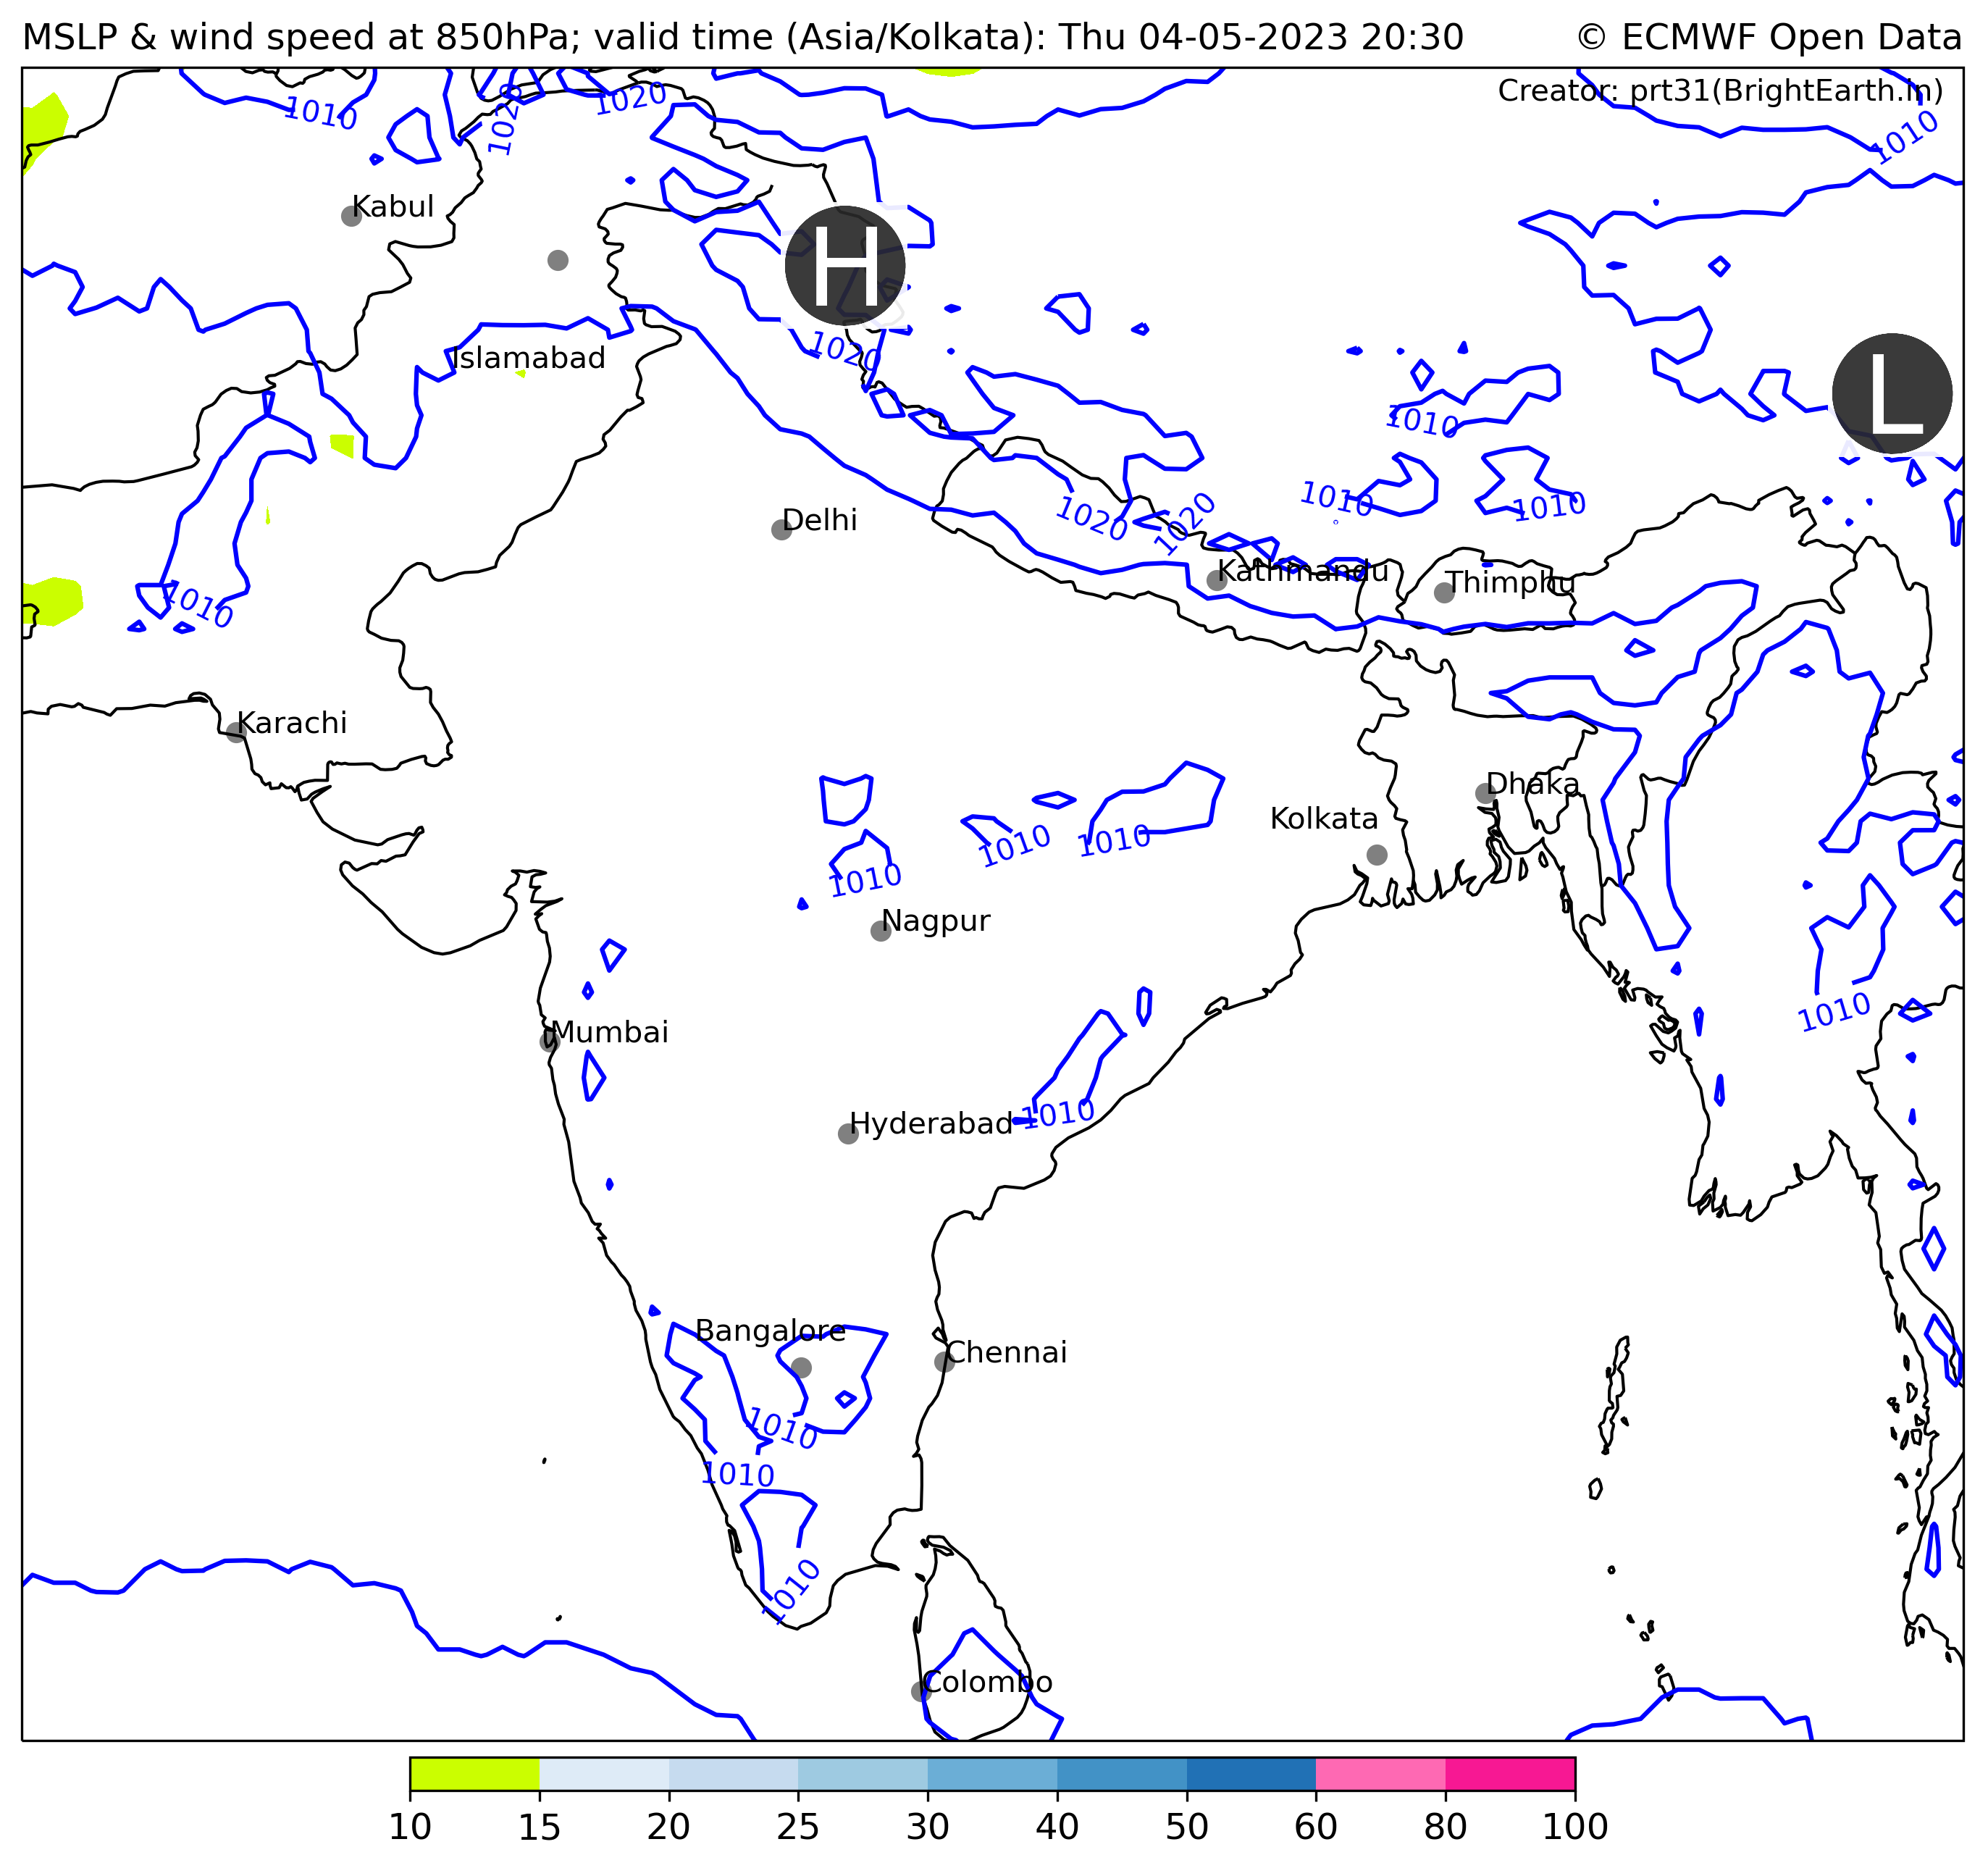 MSLP & wind speed at 850hPa; valid time (Asia/Kolkata): Thu 04-05-2023 20:30
© ECMWF Open Data
Creator: prt31(BrightEarth.in)
1010
1020
1020
1010
Kabul
H
1020
Islamabad
L
1010
Delhi
1020
1020
1010
1010
Kathmandu
Thimphu
1010
Karachi
Dhaka
Kolkata
1010
1010
1010
Nagpur
1010
Mumbai
1010
Hyderabad
Bangalore
Chennai
1010
1010
1010
Colombo
10 15 20 25 30 40 50 60 80 100